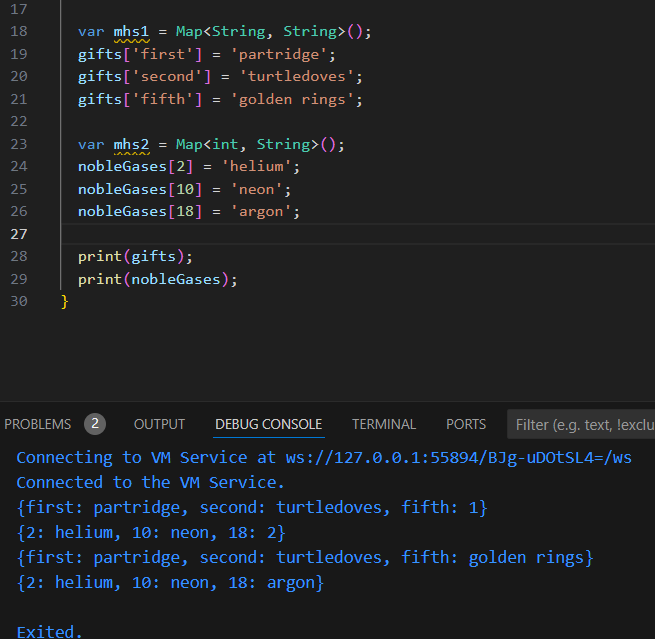 17
18 var mhs1 = Map<String, String>();
19 gifts['first'] = 'partridge';
20 gifts['second'] = 'turtledoves';
21 gifts['fifth'] = 'golden rings';
22
23 var mhs2 = Map<int, String>();
24 nobleGases[2] = 'helium';
25 nobleGases[10] = 'neon';
26 nobleGases[18] = 'argon';
27
28 print(gifts);
29 print(nobleGases);
30 }
PROBLEMS 2 OUTPUT DEBUG CONSOLE TERMINAL PORTS Filter (e.g. text, !exclu
Connecting to VM Service at ws://127.0.0.1:55894/BJg-uDOtSL4=/ws
Connected to the VM Service.
{first: partridge, second: turtledoves, fifth: 1}
{2: helium, 10: neon, 18: 2}
{first: partridge, second: turtledoves, fifth: golden rings}
{2: helium, 10: neon, 18: argon}
Exited.